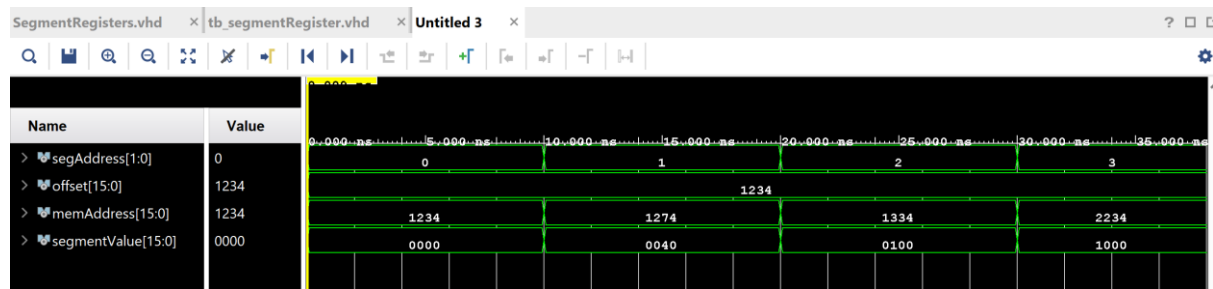 SegmentRegisters.vhd × tb_segmentRegister.vhd × Untitled 3 ×
?
0.000 ns
Name Value
0.000 ns 5.000 ns 10.000 ns 15.000 ns 20.000 ns 25.000 ns 30.000 ns 35.000 ns
> segAddress[1:0] 0 0 1 2 3
> offset[15:0] 1234 1234
> memAddress[15:0] 1234 1234 1274 1334 2234
> segmentValue[15:0] 0000 0000 0040 0100 1000